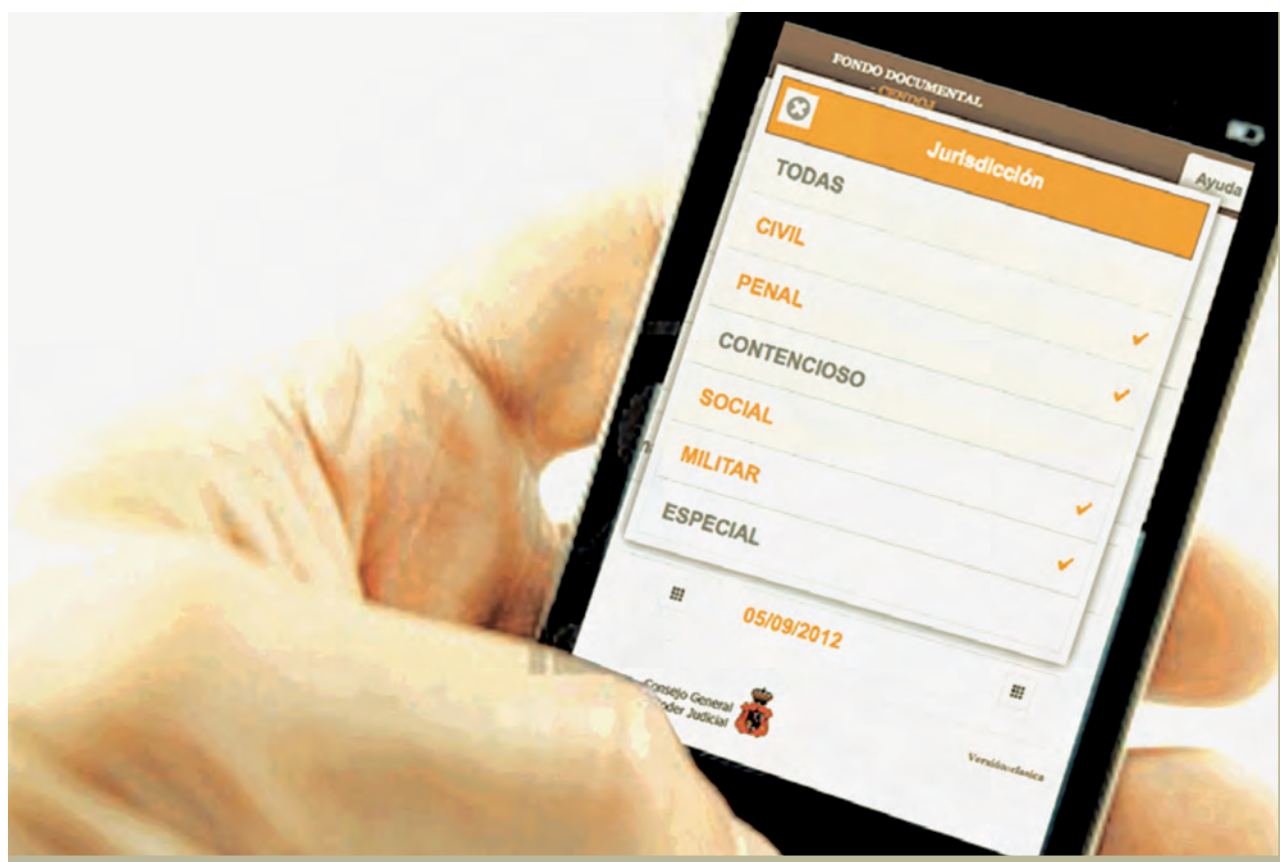 FONDO DOCUMENTAL
- CENDOJ
Ayuda
Jurisdicción
TODAS
CIVIL
PENAL
CONTENCIOSO
SOCIAL
MILITAR
ESPECIAL
05/09/2012
Consejo General
Poder Judicial
Versión clasica